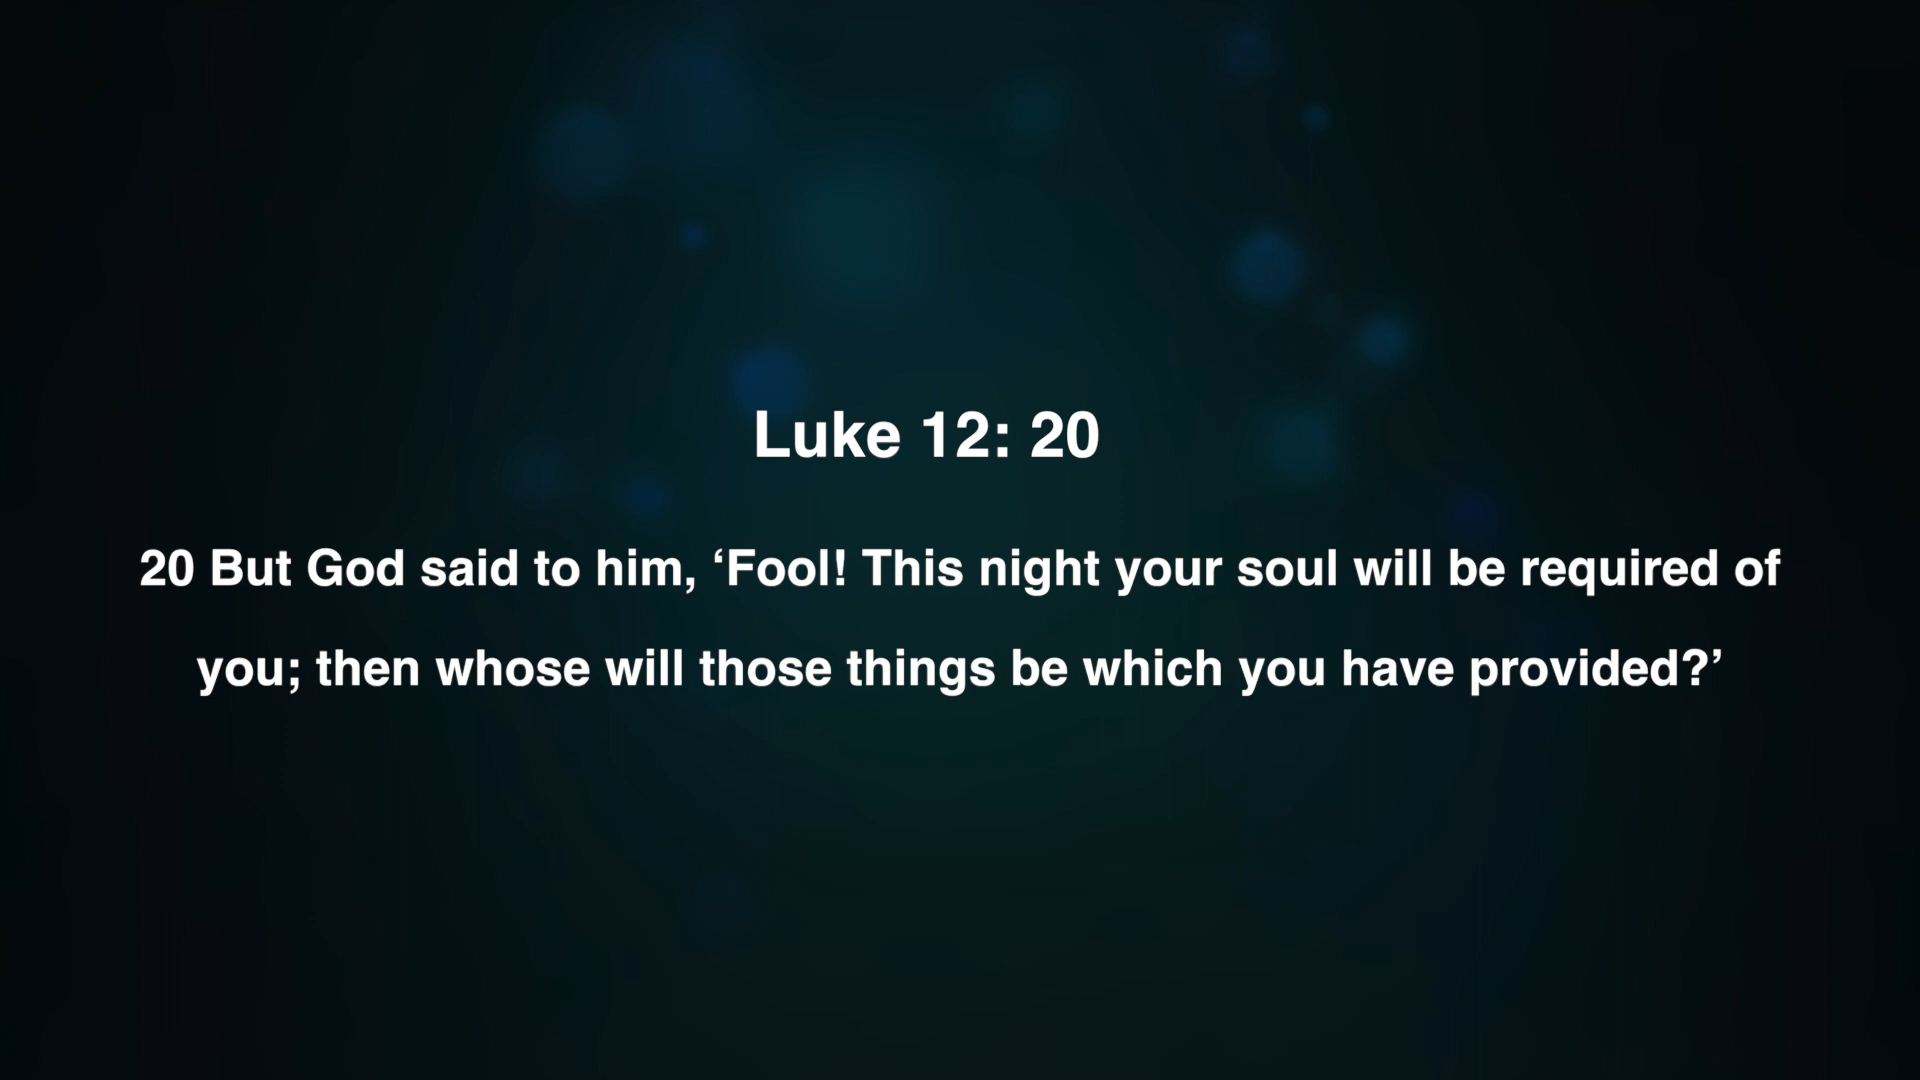 Luke 12: 20
20 But God said to him, ‘Fool! This night your soul will be required of
you; then whose will those things be which you have provided?’